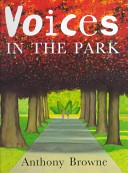 Voices
IN THE PARK
Anthony Browne